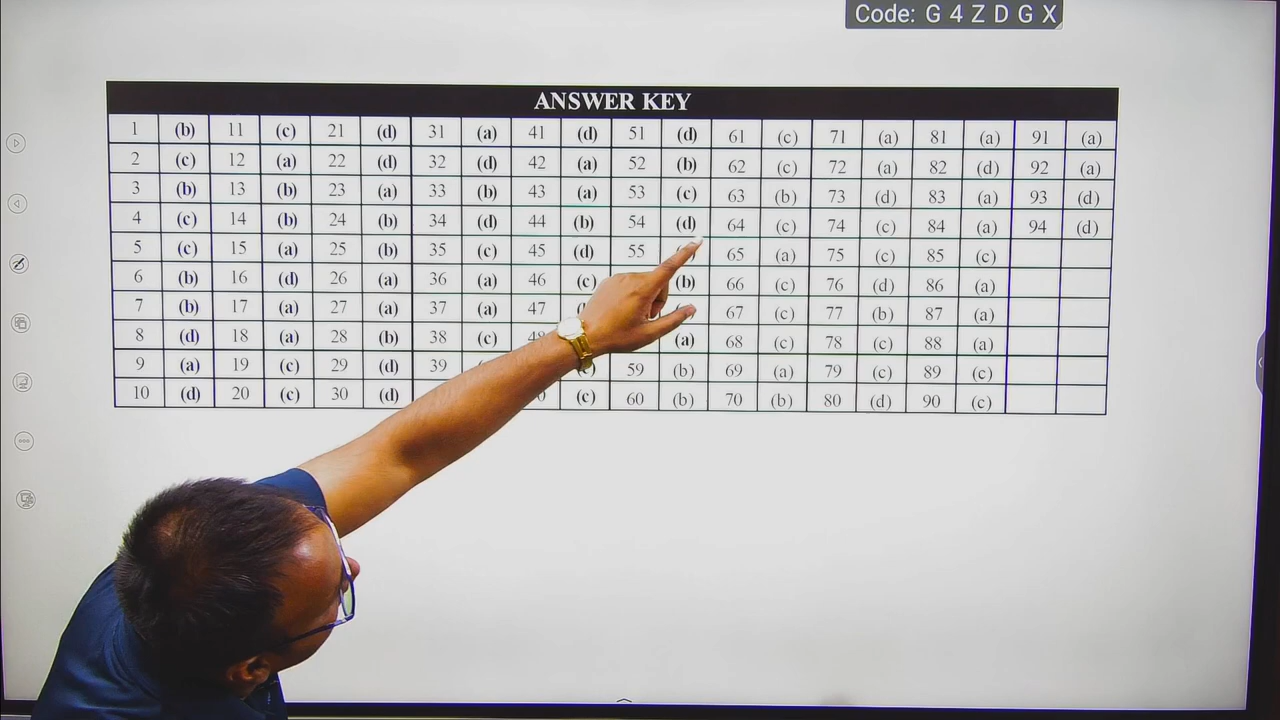 Code: G 4 Z D G X
ANSWER KEY
1 (b) 11 (c) 21 (d) 31 (a) 41 (d) 51 (d) 61 (c) 71 (a) 81 (a) 91 (a)
2 (c) 12 (a) 22 (d) 32 (d) 42 (a) 52 (b) 62 (c) 72 (a) 82 (d) 92 (a)
3 (b) 13 (b) 23 (a) 33 (b) 43 (a) 53 (c) 63 (b) 73 (d) 83 (a) 93 (d)
4 (c) 14 (b) 24 (b) 34 (d) 44 (b) 54 (d) 64 (c) 74 (c) 84 (a) 94 (d)
5 (c) 15 (a) 25 (b) 35 (c) 45 (d) 55 65 (a) 75 (c) 85 (c)
6 (b) 16 (d) 26 (a) 36 (a) 46 (c) (b) 66 (c) 76 (d) 86 (a)
7 (b) 17 (a) 27 (a) 37 (a) 47 67 (c) 77 (b) 87 (a)
8 (d) 18 (a) 28 (b) 38 (c) (a) 68 (c) 78 (c) 88 (a)
9 (a) 19 (c) 29 (d) 39 59 (b) 69 (a) 79 (c) 89 (c)
10 (d) 20 (c) 30 (d) (c) 60 (b) 70 (b) 80 (d) 90 (c)